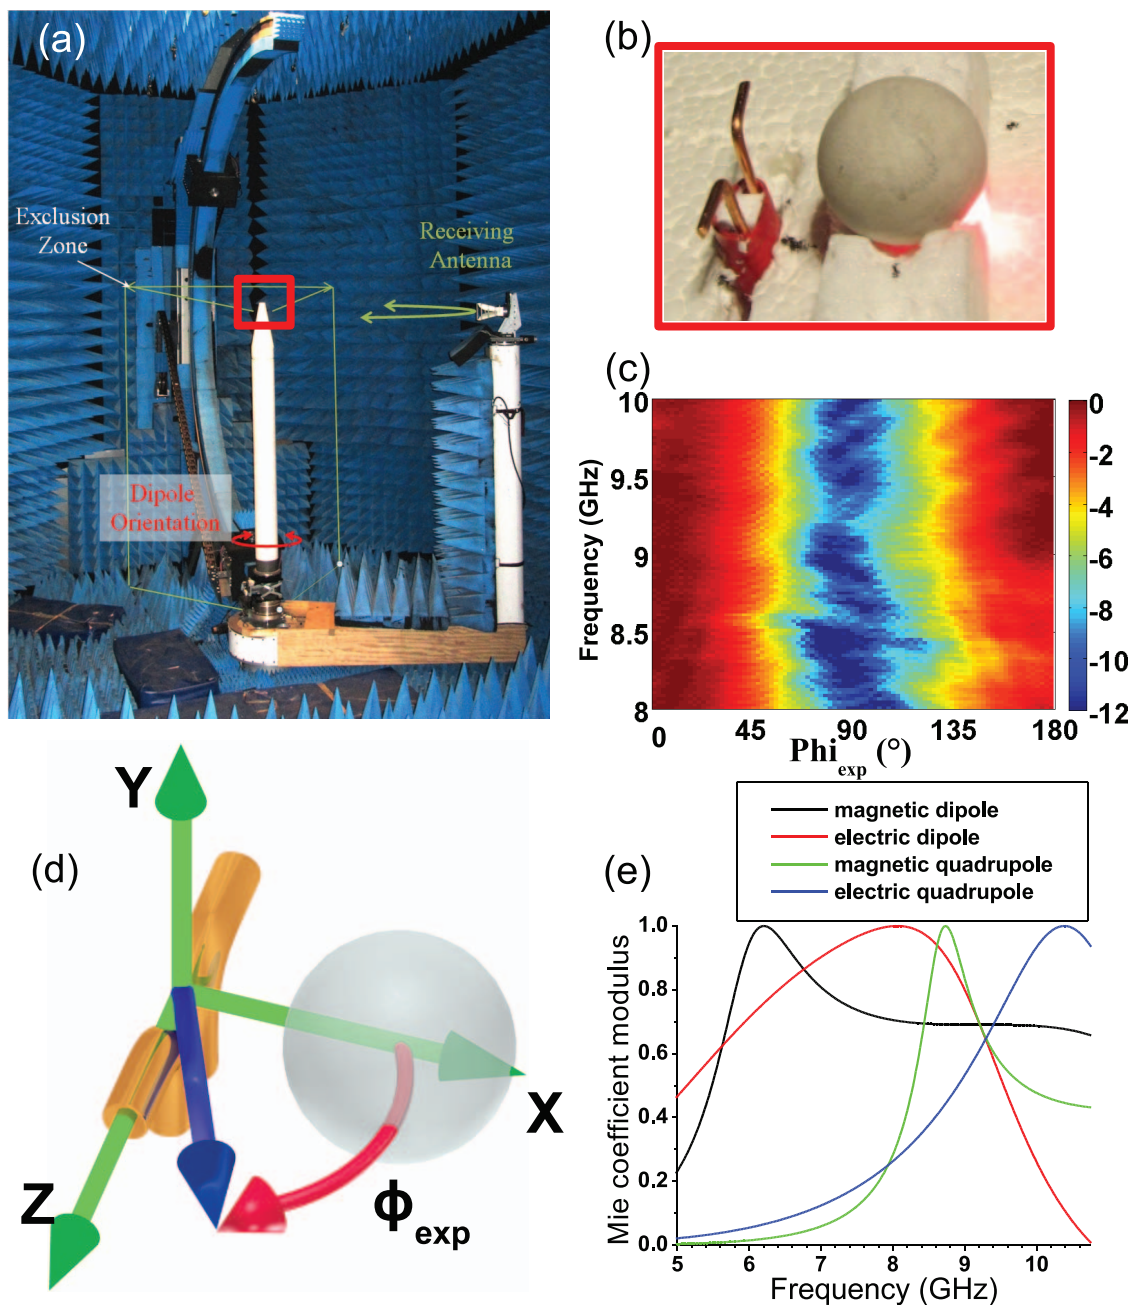 (a)
Exclusion
Zone
Receiving
Antenna
Dipole
Orientation
(b)
(c)
Frequency (GHz)
10
9.5
9
8.5
8
0
45
90
135
180
Phi_exp (°)
0
-2
-4
-6
-8
-10
-12
(d)
Y
X
Z
ϕ_exp
magnetic dipole
electric dipole
magnetic quadrupole
electric quadrupole
(e)
Mie coefficient modulus
1.0
0.8
0.6
0.4
0.2
0.0
5
6
7
8
9
10
Frequency (GHz)